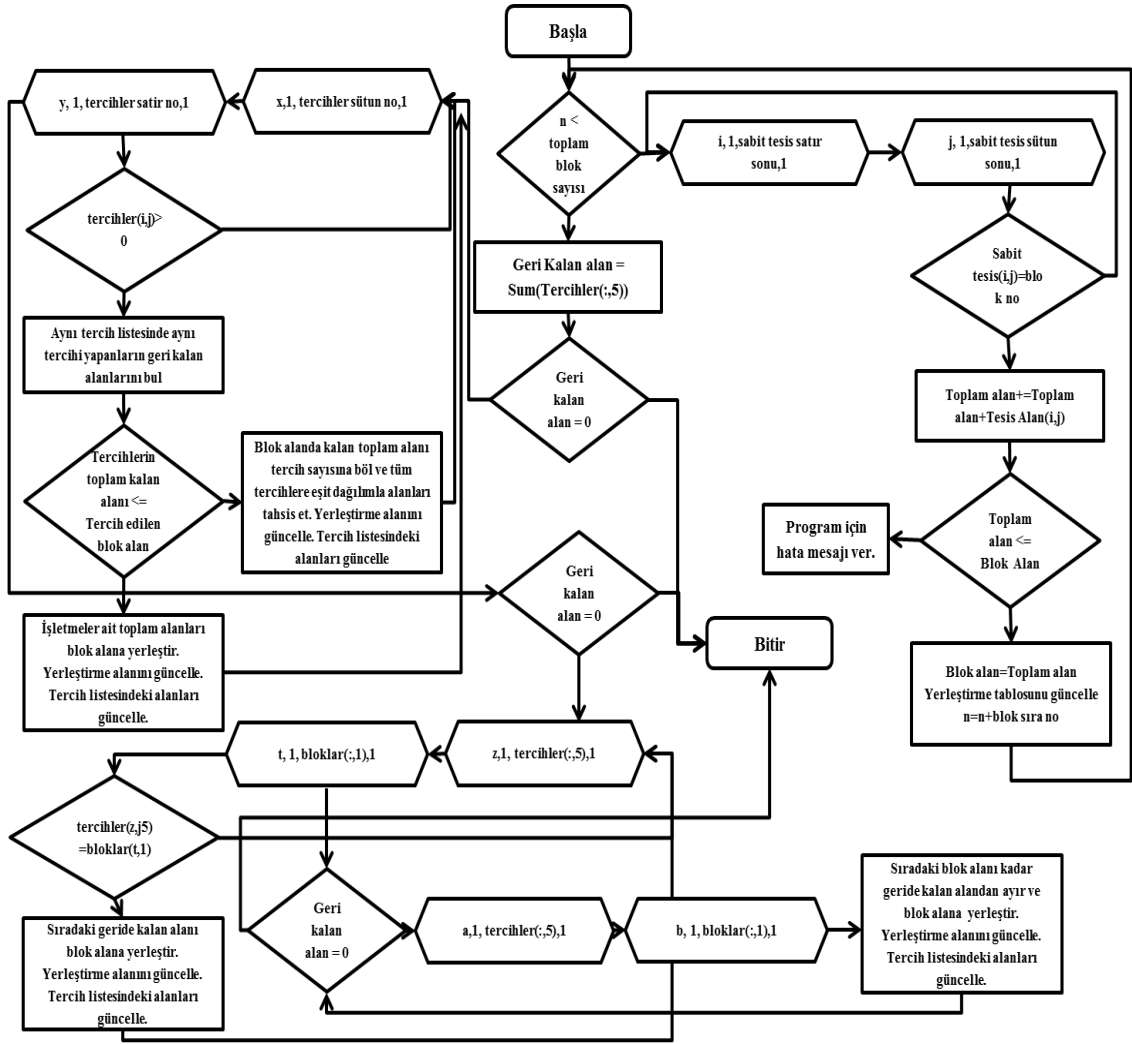 Başla
y, 1, tercihler satir no,1
x,1, tercihler sütun no,1
n <
toplam
blok
sayısı
i, 1,sabit tesis satır
sonu,1
j, 1,sabit tesis sütun
sonu,1
tercihler(i,j)>
0
Geri Kalan alan =
Sum(Tercihler(:,5))
Sabit
tesis(i,j)=blo
k no
Aynı tercih listesinde aynı
tercihi yapanların geri kalan
alanlarını bul
Geri
kalan
alan = 0
Toplam alan+=Toplam
alan+Tesis Alan(i,j)
Tercihlerin
toplam kalan
alanı <=
Tercih edilen
blok alan
Blok alanda kalan toplam alanı
tercih sayısına böl ve tüm
tercihlere eşit dağılımla alanları
tahsis et. Yerleştirme alanını
güncelle. Tercih listesindeki
alanları güncelle
Program için
hata mesajı ver.
Toplam
alan <=
Blok Alan
Geri
kalan
alan = 0
İşletmeler ait toplam alanları
blok alana yerleştir.
Yerleştirme alanını güncelle.
Tercih listesindeki alanları
güncelle.
Bitir
Blok alan=Toplam alan
Yerleştirme tablosunu güncelle
n=n+blok sıra no
t, 1, bloklar(:,1),1
z,1, tercihler(:,5),1
tercihler(z,j5)
=bloklar(t,1)
Geri
kalan
alan = 0
a,1, tercihler(:,5),1
b, 1, bloklar(:,1),1
Sıradaki blok alanı kadar
geride kalan alandan ayır ve
blok alana yerleştir.
Yerleştirme alanını güncelle.
Tercih listesindeki alanları
güncelle.
Sıradaki geride kalan alanı
blok alana yerleştir.
Yerleştirme alanını güncelle.
Tercih listesindeki alanları
güncelle.